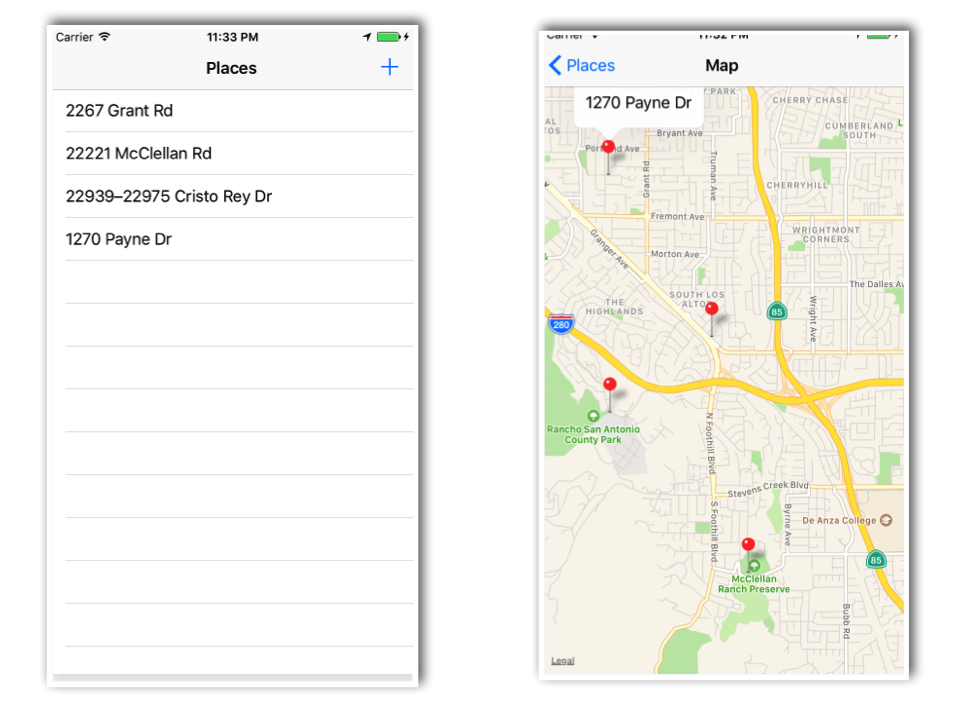 Carrier
11:33 PM
Places
+
2267 Grant Rd
22221 McClellan Rd
22939–22975 Cristo Rey Dr
1270 Payne Dr
Carrier
11:32 PM
Places
Map
1270 Payne Dr
PARK
CHERRY CHASE
CUMBERLAND
SOUTH
Bryant Ave
Portland Ave
Grant Rd
Truman Ave
CHERRYHILL
Fremont Ave
WRIGHTMONT
CORNERS
Granger Ave
Morton Ave
The Dalles
SOUTH LOS
ALTOS
THE
HIGHLANDS
280
85
Wright Ave
Rancho San Antonio
County Park
N Foothill Blvd
Stevens Creek Blvd
S Foothill Blvd
Byrne Ave
De Anza College
85
McClellan
Ranch Preserve
Bubb Rd
Legal